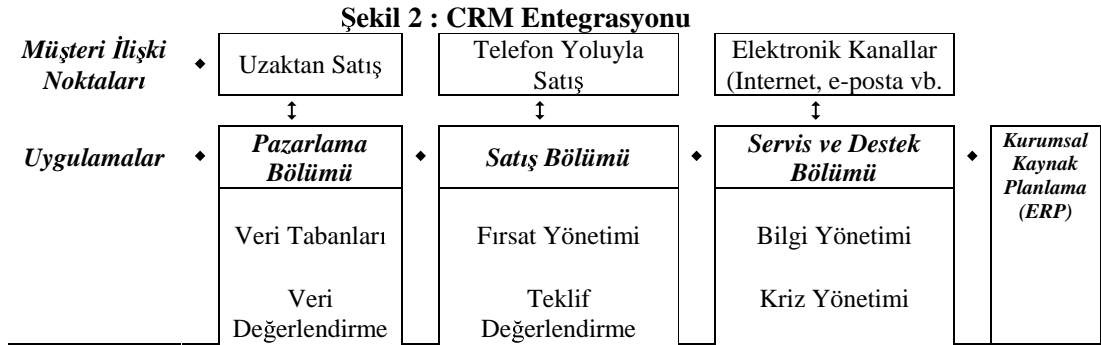 Şekil 2 : CRM Entegrasyonu
Müşteri İlişki
Noktaları
Uzaktan Satış
Telefon Yoluyla
Satış
Elektronik Kanallar
(Internet, e-posta vb.
Uygulamalar
Pazarlama
Bölümü
Satış Bölümü
Servis ve Destek
Bölümü
Kurumsal
Kaynak
Planlama
(ERP)
Veri Tabanları
Fırsat Yönetimi
Bilgi Yönetimi
Veri
Değerlendirme
Teklif
Değerlendirme
Kriz Yönetimi